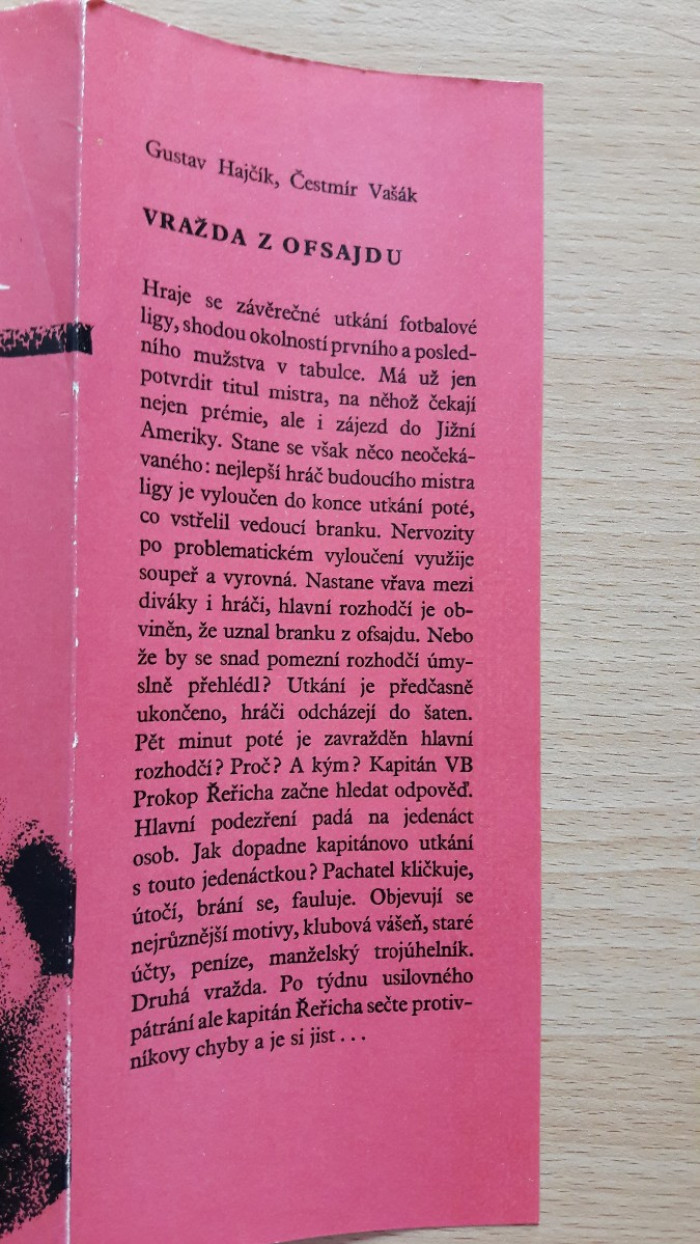 Gustav Hajčík, Čestmír Vašák
VRAŽDA Z OFSAJDU
Hraje se závěrečné utkání fotbalové
ligy, shodou okolností prvního a posled-
ního mužstva v tabulce. Má už jen
potvrdit titul mistra, na něhož čekají
nejen prémie, ale i zájezd do Jižní
Ameriky. Stane se však něco neočeká-
vaného: nejlepší hráč budoucího mistra
ligy je vyloučen do konce utkání poté,
co vstřelil vedoucí branku. Nervozity
po problematickém vyloučení využije
soupeř a vyrovná. Nastane vřava mezi
diváky i hráči, hlavní rozhodčí je ob-
viněn, že uznal branku z ofsajdu. Nebo
že by se snad pomezní rozhodčí úmy-
slně přehlédl? Utkání je předčasně
ukončeno, hráči odcházejí do šaten.
Pět minut poté je zavražděn hlavní
rozhodčí? Proč? A kým? Kapitán VB
Prokop Řeřicha začne hledat odpověď.
Hlavní podezření padá na jedenáct
osob. Jak dopadne kapitánovo utkání
s touto jedenáctkou? Pachatel kličkuje,
útočí, brání se, fauluje. Objevují se
nejrůznější motivy, klubová vášeň, staré
účty, peníze, manželský trojúhelník.
Druhá vražda. Po týdnu usilovného
pátrání ale kapitán Řeřicha sečte protiv-
níkovy chyby a je si jist...